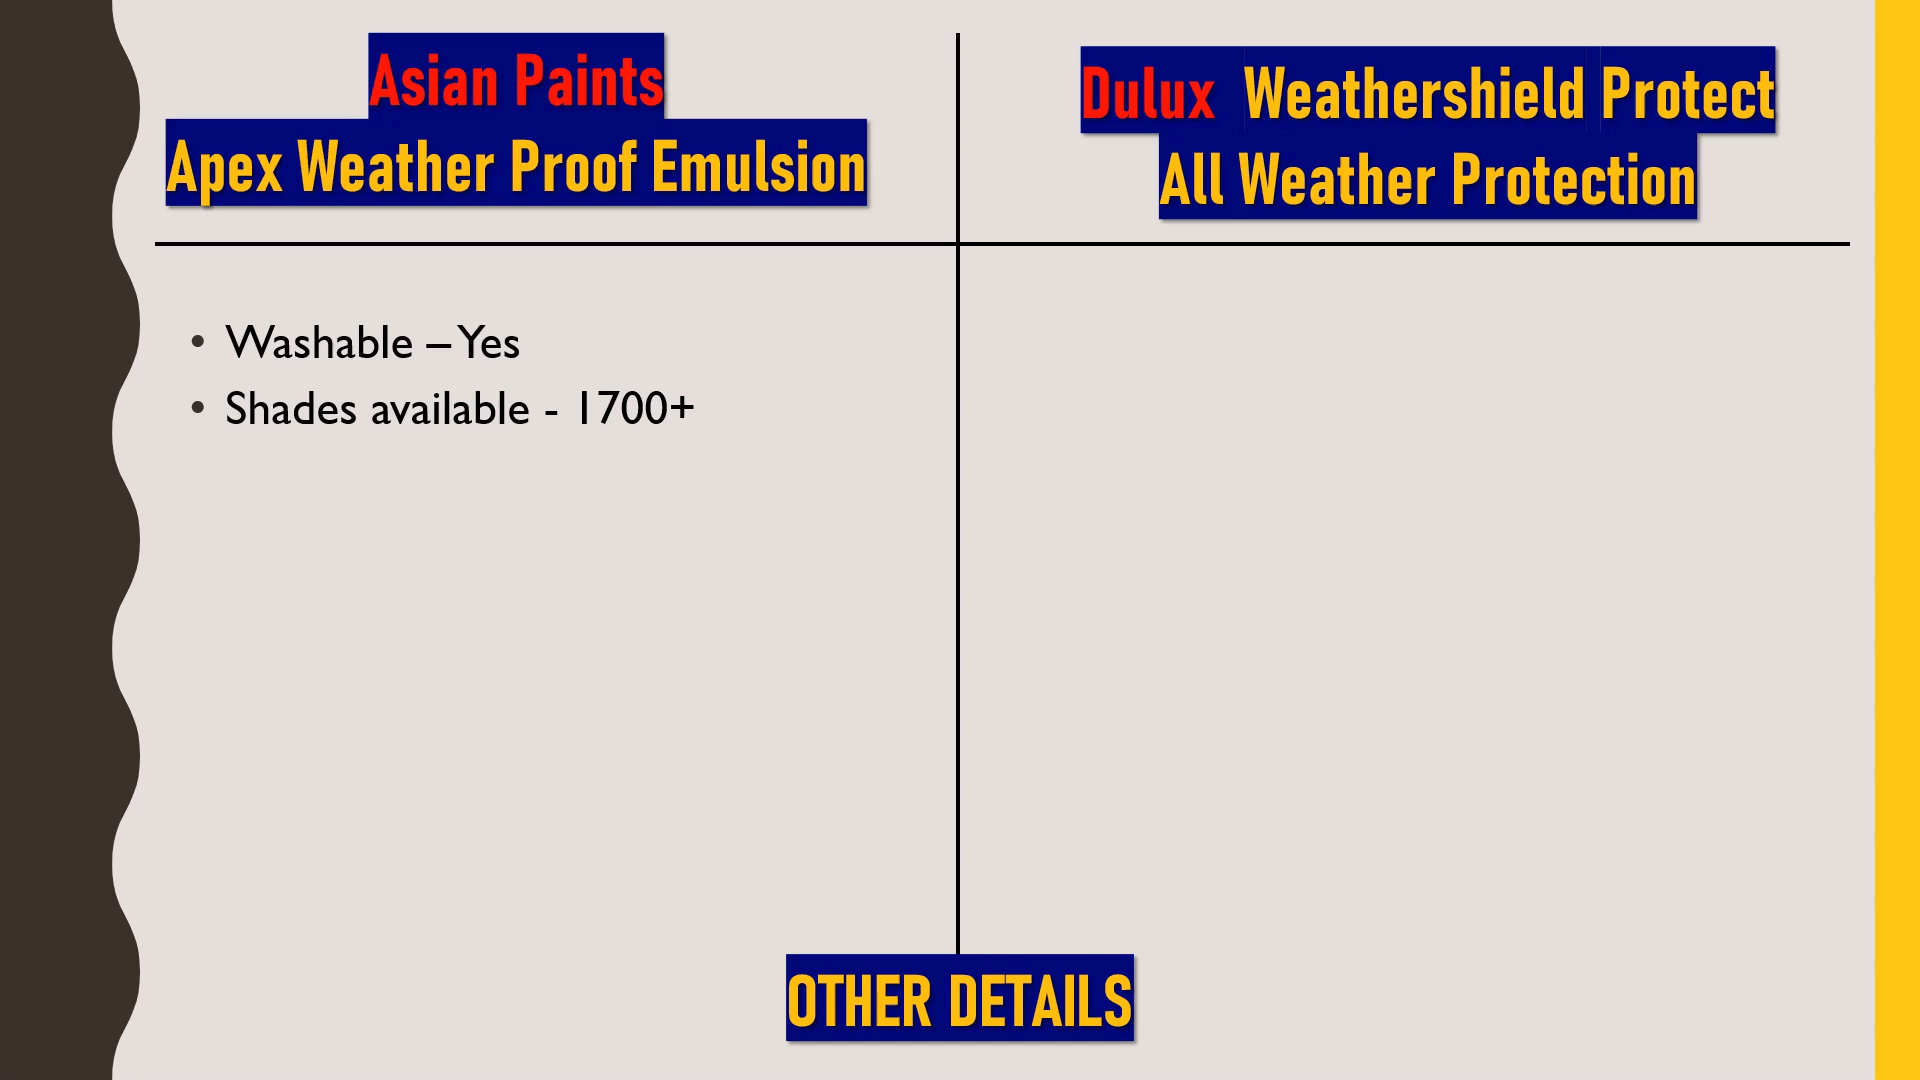 Asian Paints
Apex Weather Proof Emulsion
Dulux Weathershield Protect
All Weather Protection
• Washable – Yes
• Shades available - 1700+
OTHER DETAILS